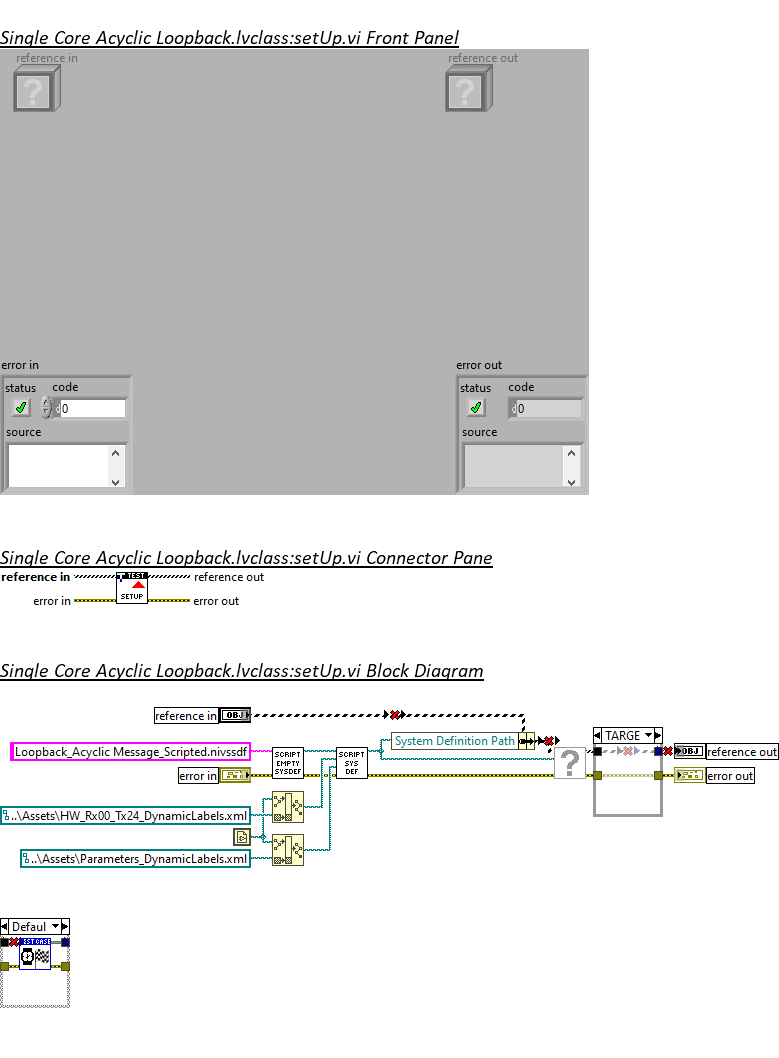 Single Core Acyclic Loopback.lvclass:setUp.vi Front Panel
reference in
reference out
?
?
error in
error out
status
code
status
code
d0
d0
source
source
Single Core Acyclic Loopback.lvclass:setUp.vi Connector Pane
reference in
TEST
reference out
error in
SETUP
error out
Single Core Acyclic Loopback.lvclass:setUp.vi Block Diagram
reference in
OBJ
System Definition Path
TARGE
Loopback_Acyclic Message_Scripted.nivssdf
SCRIPT
EMPTY
SYSDEF
SCRIPT
SYS
DEF
?
OBJ
reference out
error in
error out
..\Assets\HW_Rx00_Tx24_DynamicLabels.xml
..\Assets\Parameters_DynamicLabels.xml
Defaul
EST CASE